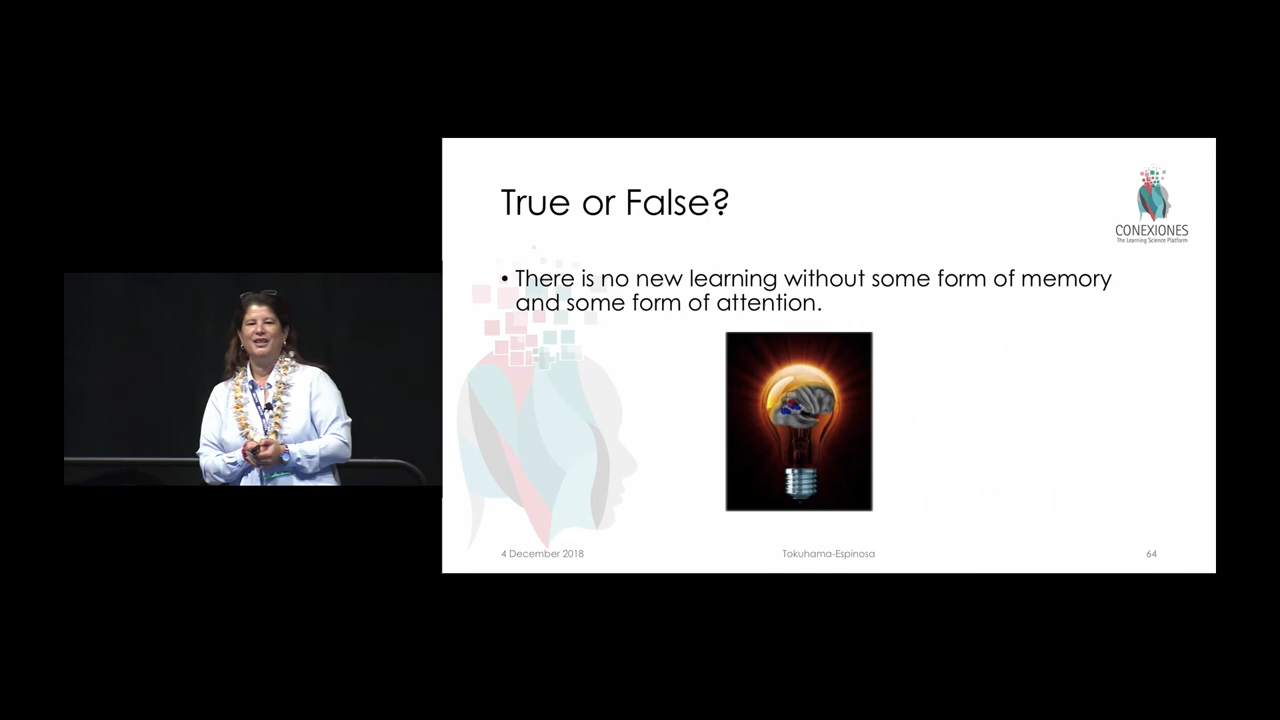 True or False?
CONEXIONES
The Learning Science Platform
• There is no new learning without some form of memory
and some form of attention.
4 December 2018
Tokuhama-Espinosa
64